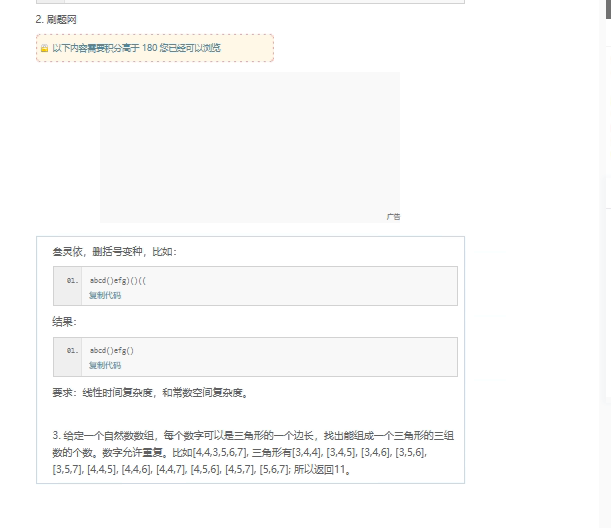 2. 刷题网
以下内容需要积分高于 180 您已经可以浏览
广告
叁灵依，删括号变种，比如：
01. abcd()efg)()((
复制代码
结果：
01. abcd()efg()
复制代码
要求：线性时间复杂度，和常数空间复杂度。
3. 给定一个自然数数组，每个数字可以是三角形的一个边长，找出能组成一个三角形的三组
数的个数。数字允许重复。比如[4,4,3,5,6,7], 三角形有[3,4,4], [3,4,5], [3,4,6], [3,5,6],
[3,5,7], [4,4,5], [4,4,6], [4,4,7], [4,5,6], [4,5,7], [5,6,7]; 所以返回11。